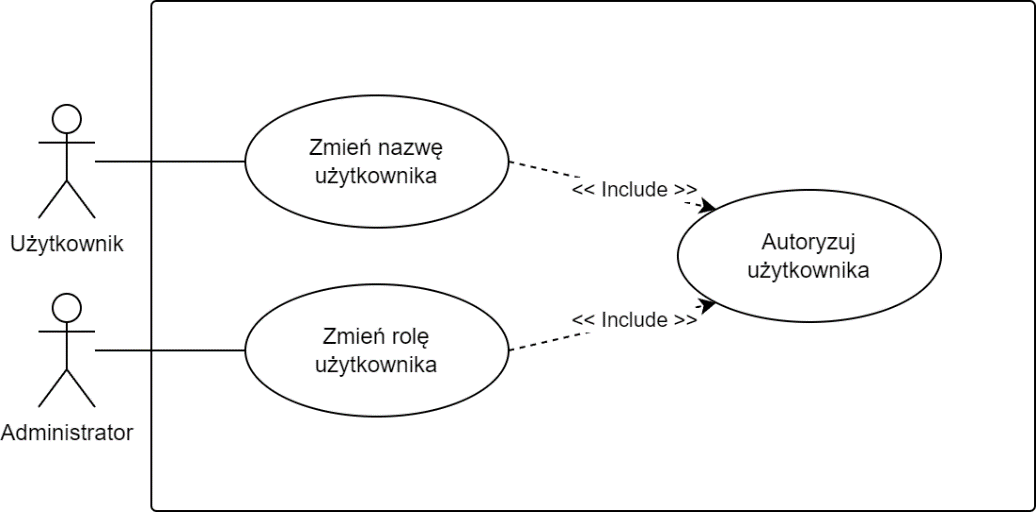 Zmień nazwę
użytkownika
<< Include >>
Użytkownik
Autoryzuj
użytkownika
<< Include >>
Zmień rolę
użytkownika
Administrator